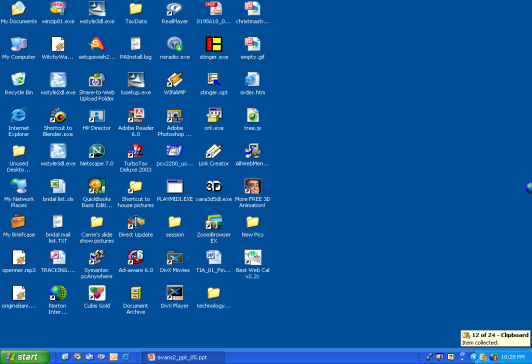 My Documents
winzip81.exe
wstyle3dl.exe
TaxData
RealPlayer
0195618_D...
christmastr...
My Computer
WitchyWa...
setupawish2...
PAInstall.log
nsradio.exe
stinger.exe
empty.gif
Recycle Bin
wstyle2dl.exe
Share-to-Web
Upload Folder
lusetup.exe
WINAMP
stinger.opt
order.htm
Internet
Explorer
Shortcut to
Blender.exe
HP Director
Adobe Reader
6.0
Adobe
Photoshop ...
ork.exe
tree.js
Unused
Deskto...
wstyle3dl.exe
Netscape 7.0
TurboTax
Deluxe 2003
pcx2200_us...
Link Creator
AllWebMen...
My Network
Places
bridal list.xls
QuickBooks
Basic Edit...
Shortcut to
house pictures
PLAYMIDI.EXE
xara3d5dl.exe
More FREE 3D
Animation!
My Briefcase
bridal mail
list.TXT
Carrie's slide
show pictures
Direct Update
session
ZoomBrowser
EX
New Pics
openner.mp3
TRACKING...
Symantec
pcAnywhere
Ad-aware 6.0
DivX Movies
TIA_01_Fin...
Best Web Cal
v2.2c
originaljam...
Norton
Inter...
Cubis Gold
Document
Archive
DivX Player
technology...
12 of 24 - Clipboard
Item collected.
start
evans2_ppt_05.ppt
10:28 PM